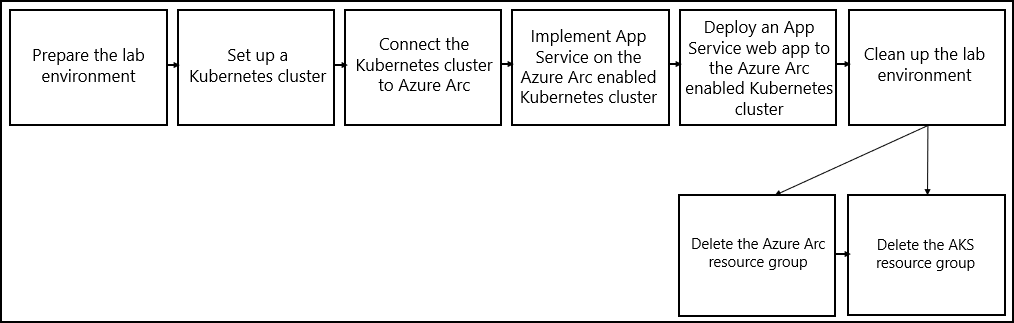 Prepare the lab
environment
Set up a
Kubernetes cluster
Connect the
Kubernetes cluster
to Azure Arc
Implement App
Service on the
Azure Arc enabled
Kubernetes cluster
Deploy an App
Service web app to
the Azure Arc
enabled Kubernetes
cluster
Clean up the lab
environment
Delete the Azure Arc
resource group
Delete the AKS
resource group